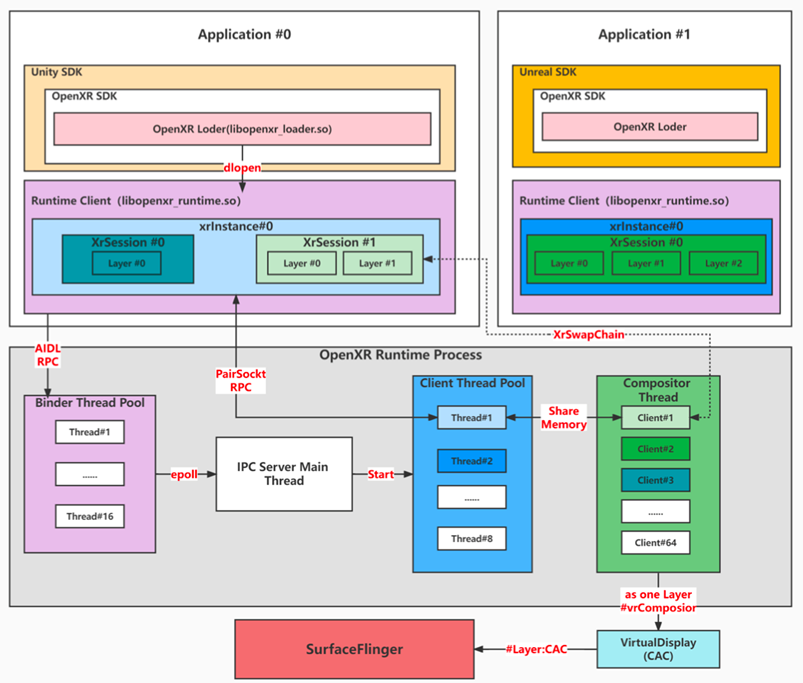 Application #0
Unity SDK
OpenXR SDK
OpenXR Loder(libopenxr_loader.so)
dlopen
Runtime Client (libopenxr_runtime.so)
xrInstance#0
XrSession #0
Layer #0
XrSession #1
Layer #0
Layer #1
Application #1
Unreal SDK
OpenXR SDK
OpenXR Loder
Runtime Client (libopenxr_runtime.so)
xrInstance#0
XrSession #0
Layer #0
Layer #1
Layer #2
XrSwapChain
AIDL
RPC
PairSockt
RPC
OpenXR Runtime Process
Binder Thread Pool
Thread#1
......
Thread#16
epoll
IPC Server Main
Thread
Start
Client Thread Pool
Thread#1
Thread#2
......
Thread#8
Share
Memory
Compositor
Thread
Client#1
Client#2
Client#3
......
Client#64
as one Layer
#vrComposior
VirtualDisplay
(CAC)
#Layer:CAC
SurfaceFlinger